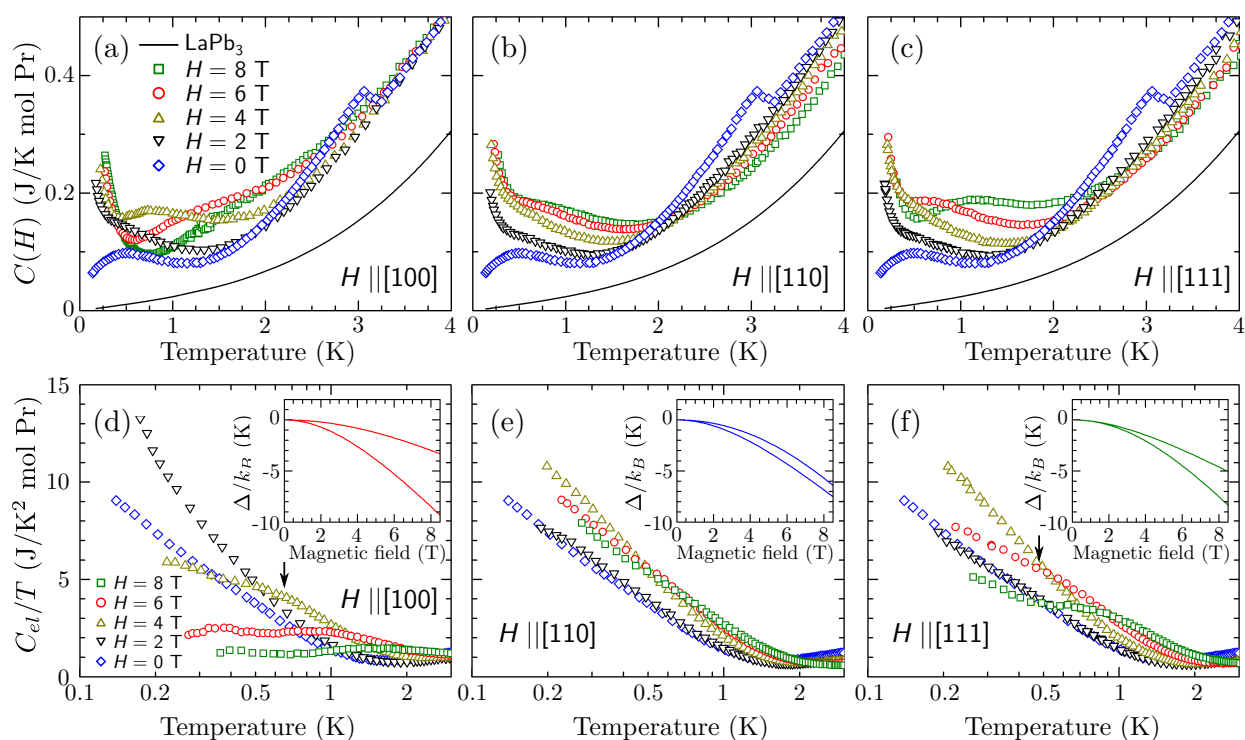 (a)
LaPb₃
H = 8 T
H = 6 T
H = 4 T
H = 2 T
H = 0 T
H ||[100]
C(H) (J/K mol Pr)
0.4
0.2
0
0 1 2 3 4
Temperature (K)
(b)
H ||[110]
0 1 2 3 4
Temperature (K)
(c)
H ||[111]
0 1 2 3 4
Temperature (K)
(d)
C_el/T (J/K² mol Pr)
15
10
5
0
0.1 0.2 0.5 1 2
Temperature (K)
H = 8 T
H = 6 T
H = 4 T
H = 2 T
H = 0 T
H ||[100]
Δ/k_B (K)
0
-5
-10
0 2 4 6 8
Magnetic field (T)
(e)
H ||[110]
0.1 0.2 0.5 1 2
Temperature (K)
Δ/k_B (K)
0
-5
-10
0 2 4 6 8
Magnetic field (T)
(f)
H ||[111]
0.1 0.2 0.5 1 2
Temperature (K)
Δ/k_B (K)
0
-5
-10
0 2 4 6 8
Magnetic field (T)